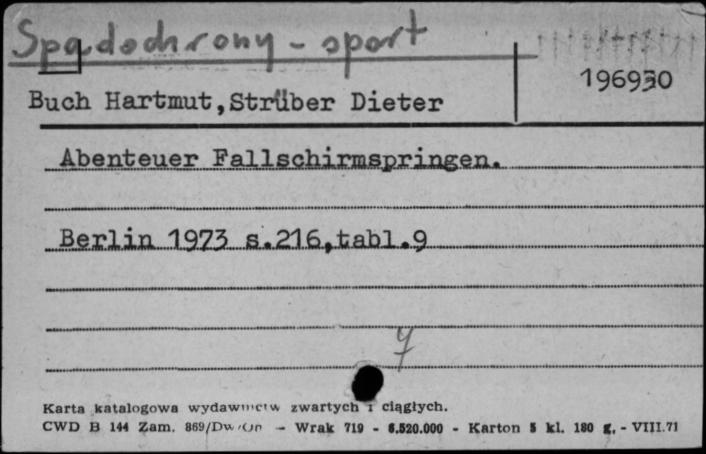 Spadochrony - sport
196930
Buch Hartmut,Strüber Dieter
Abenteuer Fallschirmspringen.
Berlin 1973 s.216,tabl.9
7
Karta katalogowa wydawnictw zwartych i ciągłych.
CWD B 144 Zam. 869/Dw - Wrak 719 - 6.520.000 - Karton 5 kl. 180 g. - VIII.71